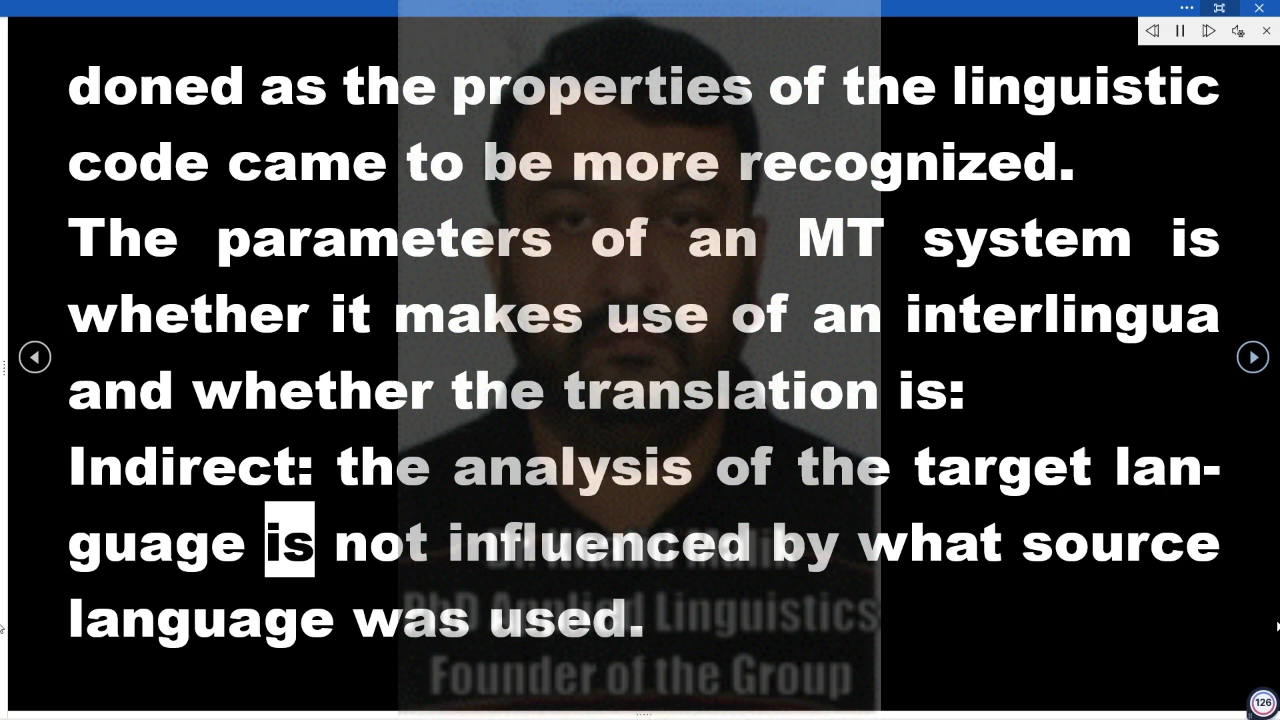 doned as the properties of the linguistic
code came to be more recognized.
The parameters of an MT system is
whether it makes use of an interlingua
and whether the translation is:
Indirect: the analysis of the target lan-
guage is not influenced by what source
language was used.
PhD Applied Linguistics
Founder of the Group
126